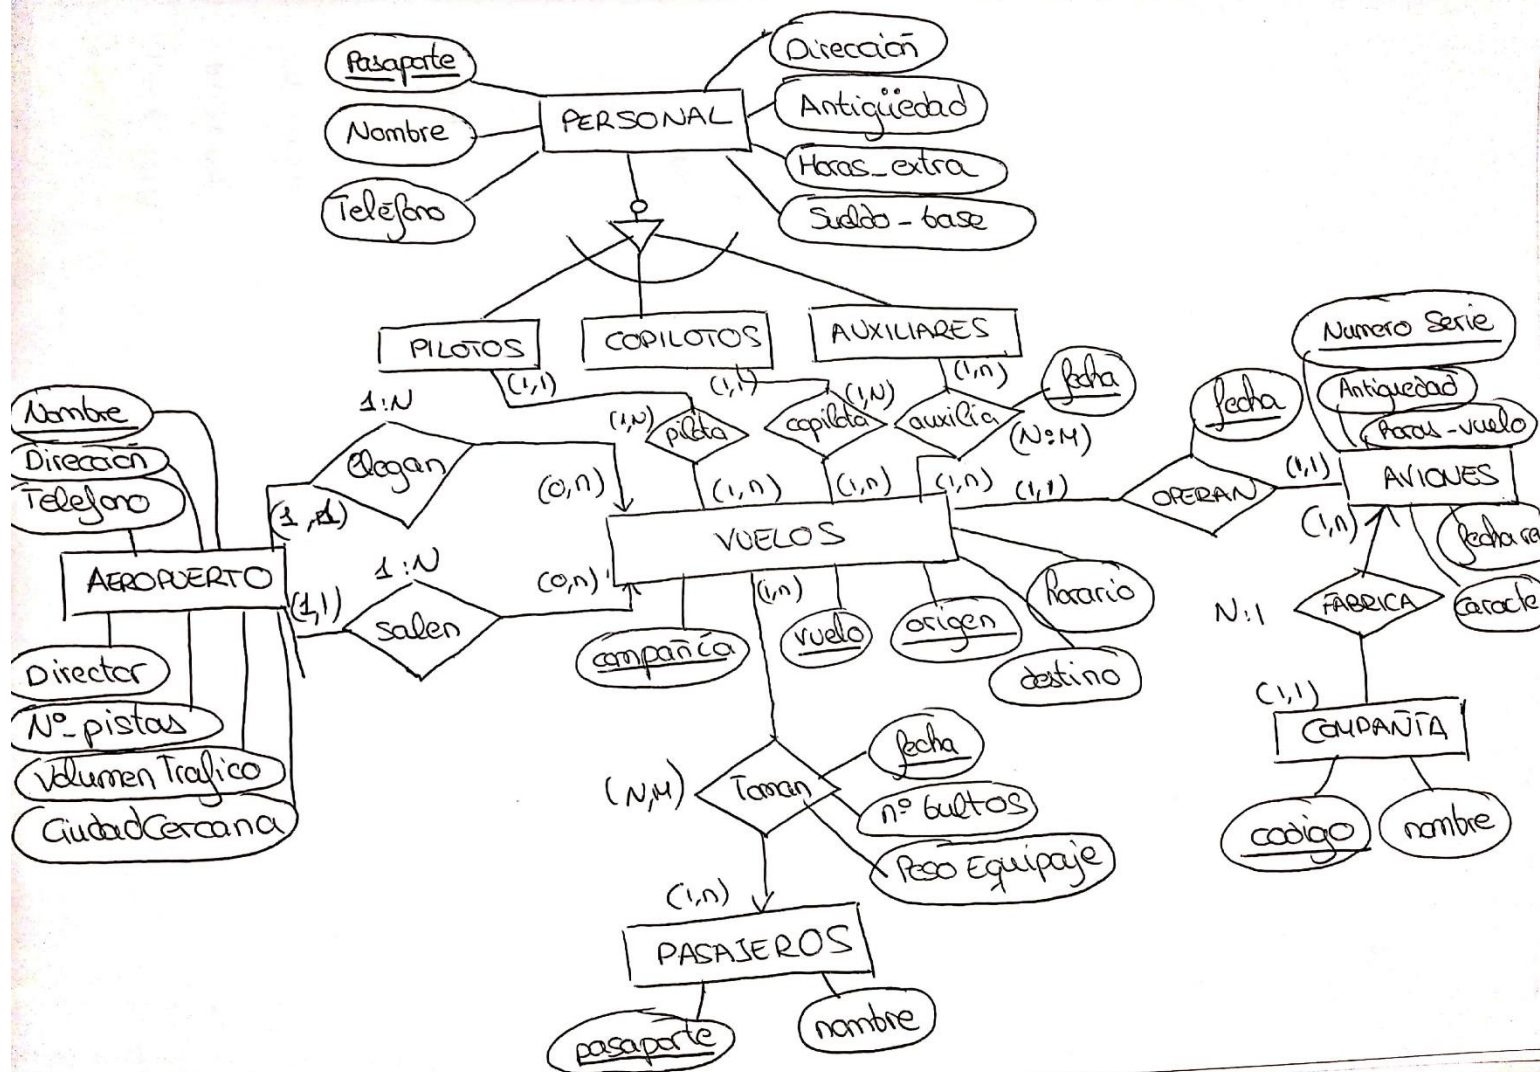 Pasaporte
Nombre
Teléfono
PERSONAL
Dirección
Antigüedad
Horas_extra
Sueldo_base
PILOTOS
COPILOTOS
AUXILIARES
(1,1)
(1,1)
(1,n)
(1,N)
pilota
(1,N)
copilota
auxilia
fecha
(N:M)
(1,n)
(1,n)
(1,n)
Nombre
Dirección
Telefono
AEROPUERTO
Director
Nº_pistas
Volumen Trafico
CiudadCercana
1:N
llegan
(1,1)
(0,n)
1:N
(1,1)
salen
(0,n)
VUELOS
compañía
vuelo
origen
horario
destino
(1,n)
(1,1)
fecha
OPERAN
(1,1)
Numero Serie
Antiguedad
horas-vuelo
AVIONES
caracte
(1,n)
N:1
FABRICA
(1,1)
COMPAÑÍA
codigo
nombre
(N,M)
Toman
fecha
nº bultos
Peso Equipaje
(1,n)
PASAJEROS
pasaporte
nombre